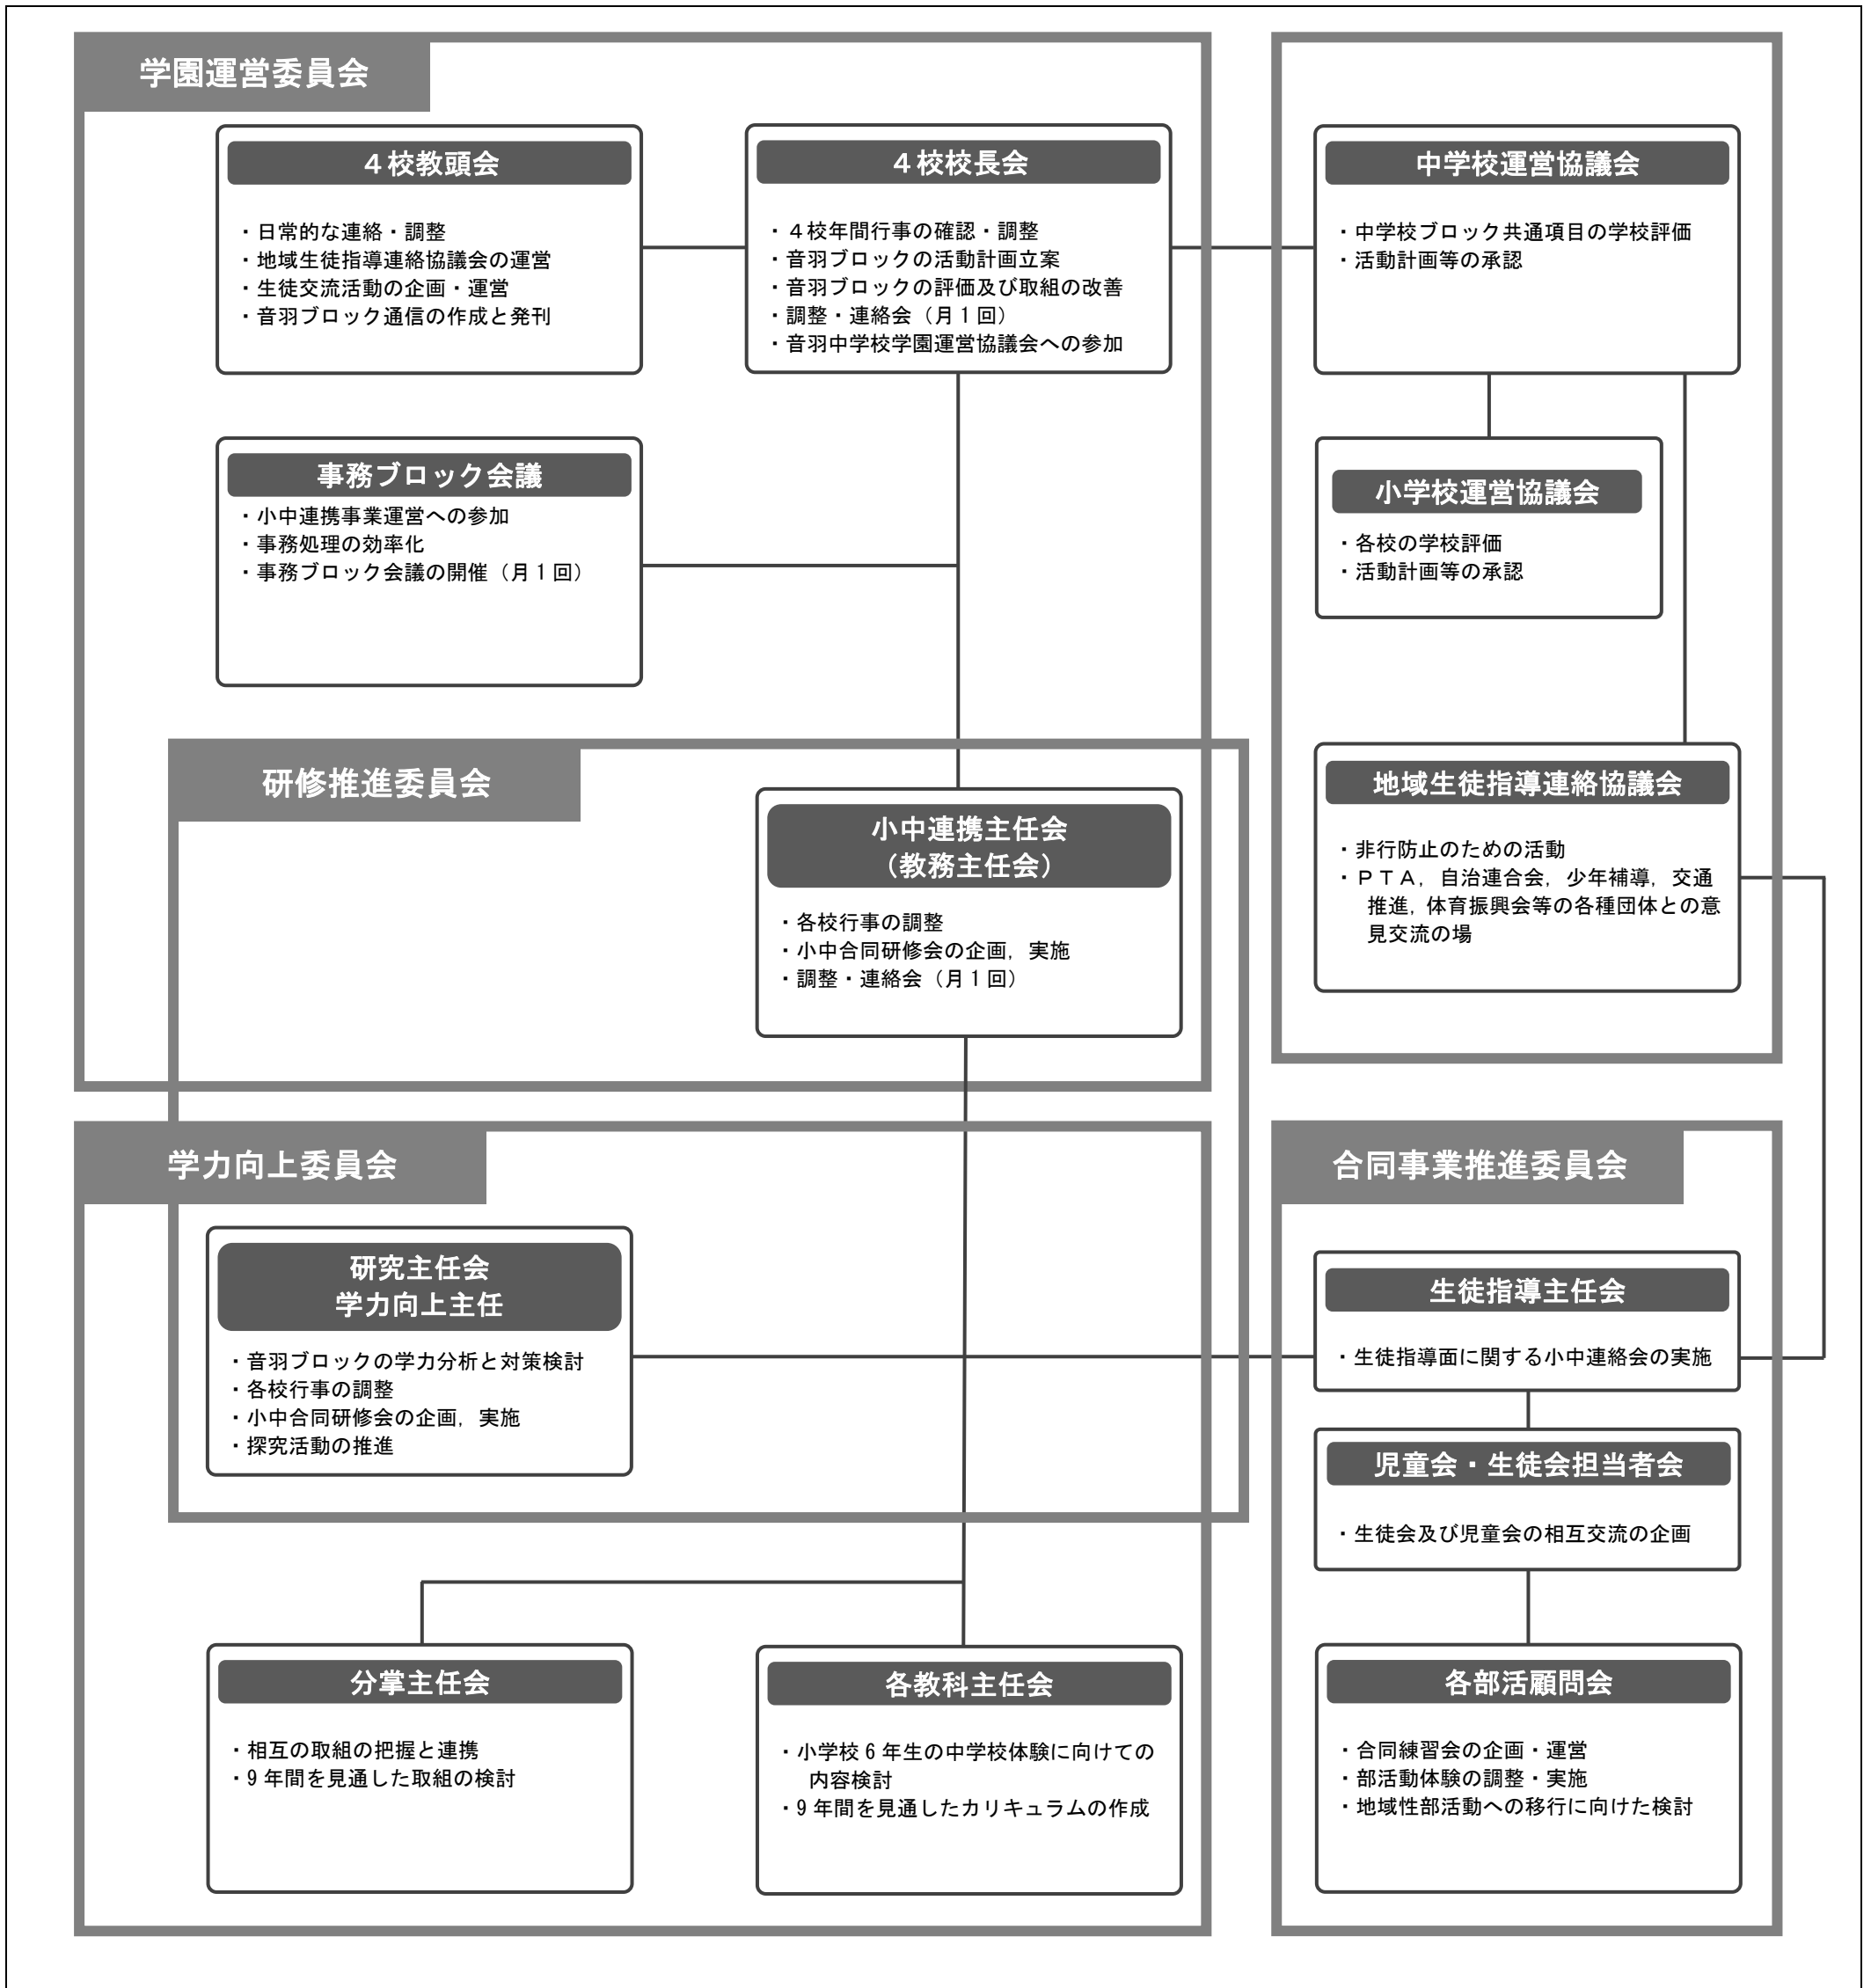 学園運営委員会
４校教頭会
・日常的な連絡・調整
・地域生徒指導連絡協議会の運営
・生徒交流活動の企画・運営
・音羽ブロック通信の作成と発刊
４校校長会
・４校年間行事の確認・調整
・音羽ブロックの活動計画立案
・音羽ブロックの評価及び取組の改善
・調整・連絡会（月１回）
・音羽中学校学園運営協議会への参加
中学校運営協議会
・中学校ブロック共通項目の学校評価
・活動計画等の承認
事務ブロック会議
・小中連携事業運営への参加
・事務処理の効率化
・事務ブロック会議の開催（月１回）
小学校運営協議会
・各校の学校評価
・活動計画等の承認
研修推進委員会
小中連携主任会
（教務主任会）
・各校行事の調整
・小中合同研修会の企画，実施
・調整・連絡会（月１回）
地域生徒指導連絡協議会
・非行防止のための活動
・ＰＴＡ，自治連合会，少年補導，交通
推進，体育振興会等の各種団体との意
見交流の場
学力向上委員会
研究主任会
学力向上主任
・音羽ブロックの学力分析と対策検討
・各校行事の調整
・小中合同研修会の企画，実施
・探究活動の推進
合同事業推進委員会
生徒指導主任会
・生徒指導面に関する小中連絡会の実施
児童会・生徒会担当者会
・生徒会及び児童会の相互交流の企画
分掌主任会
・相互の取組の把握と連携
・9年間を見通した取組の検討
各教科主任会
・小学校６年生の中学校体験に向けての
内容検討
・9年間を見通したカリキュラムの作成
各部活顧問会
・合同練習会の企画・運営
・部活動体験の調整・実施
・地域性部活動への移行に向けた検討